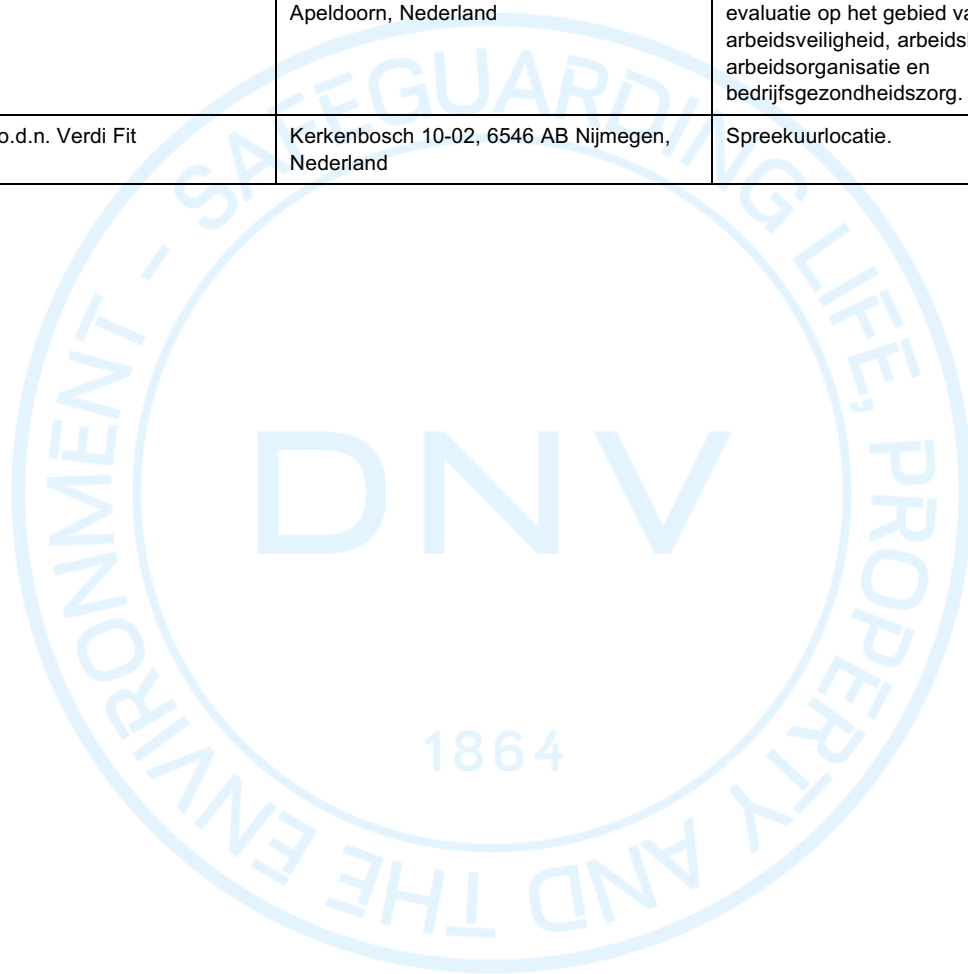 Apeldoorn, Nederland
evaluatie op het gebied va
arbeidsveiligheid, arbeids
arbeidsorganisatie en
bedrijfsgezondheidszorg.
o.d.n. Verdi Fit
Kerkenbosch 10-02, 6546 AB Nijmegen,
Nederland
Spreekuurlocatie.
SAFEGUARDING LIFE, PROPERTY AND THE ENVIRONMENT -
DNV
1864